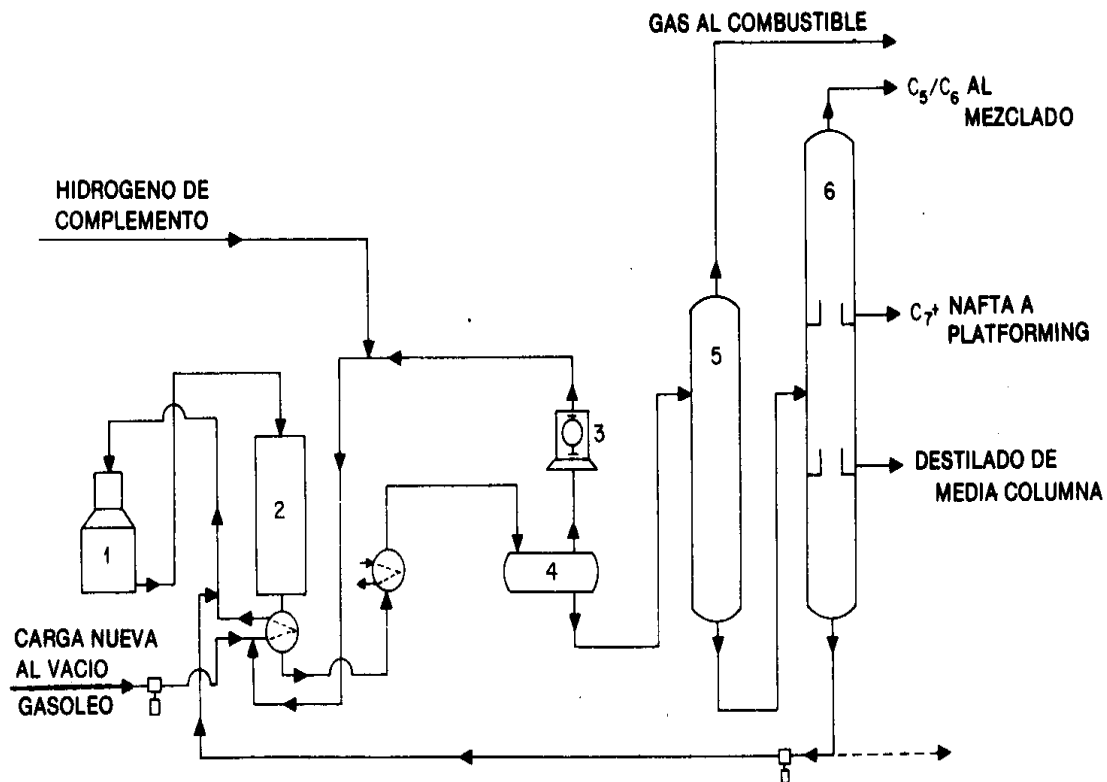 GAS AL COMBUSTIBLE
C5/C6 AL
MEZCLADO
HIDROGENO DE
COMPLEMENTO
6
C7+ NAFTA A
PLATFORMING
5
3
2
DESTILADO DE
MEDIA COLUMNA
1
4
CARGA NUEVA
AL VACIO
GASOLEO